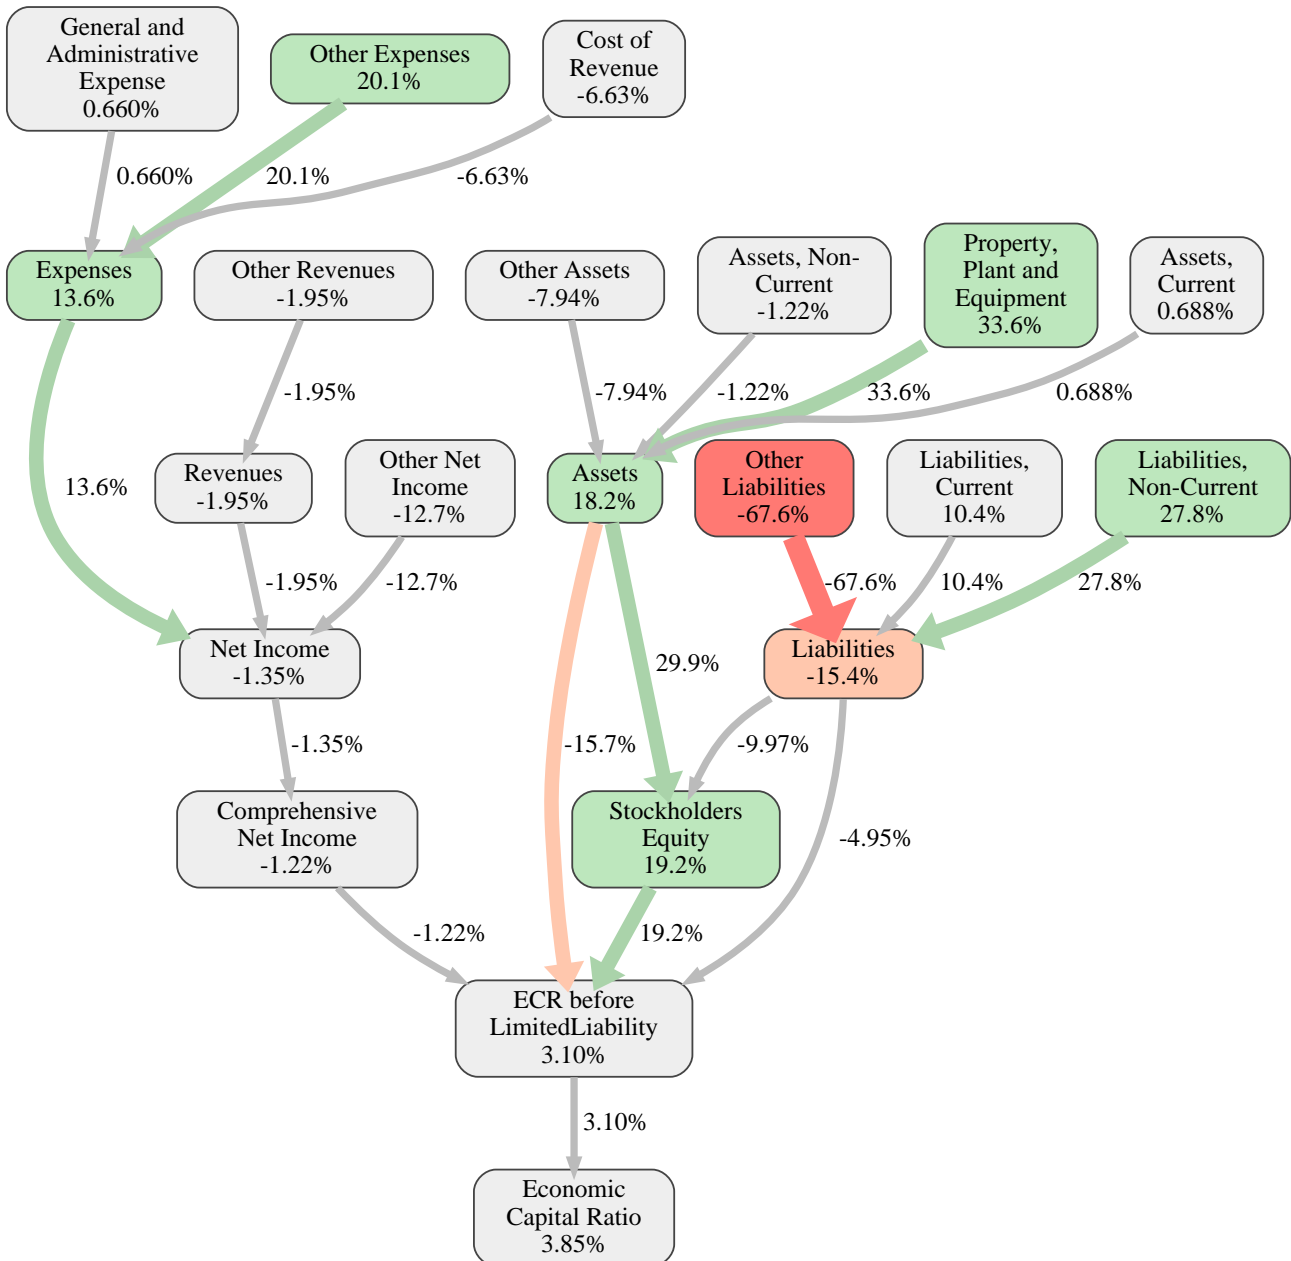 General and
Administrative
Expense
0.660%
Other Expenses
20.1%
Cost of
Revenue
-6.63%
0.660%
20.1%
-6.63%
Expenses
13.6%
Other Revenues
-1.95%
Other Assets
-7.94%
Assets, Non-
Current
-1.22%
Property,
Plant and
Equipment
33.6%
Assets,
Current
0.688%
-1.95%
-7.94%
-1.22%
33.6%
0.688%
13.6%
Revenues
-1.95%
Other Net
Income
-12.7%
Assets
18.2%
Other
Liabilities
-67.6%
Liabilities,
Current
10.4%
Liabilities,
Non-Current
27.8%
-1.95%
-12.7%
-67.6%
10.4%
27.8%
Net Income
-1.35%
29.9%
Liabilities
-15.4%
-1.35%
-15.7%
-9.97%
Comprehensive
Net Income
-1.22%
Stockholders
Equity
19.2%
-4.95%
-1.22%
19.2%
ECR before
LimitedLiability
3.10%
3.10%
Economic
Capital Ratio
3.85%